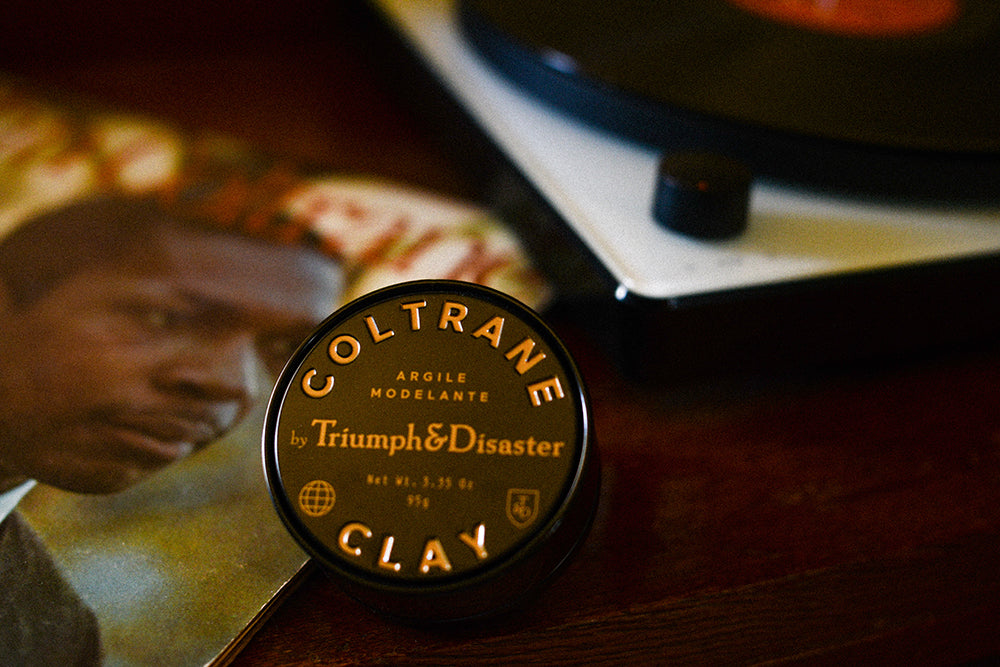 COLTRANE
ARGILE
MODELANTE
by Triumph&Disaster
Net Wt. 3.35 Oz
95g
T
&D
CLAY